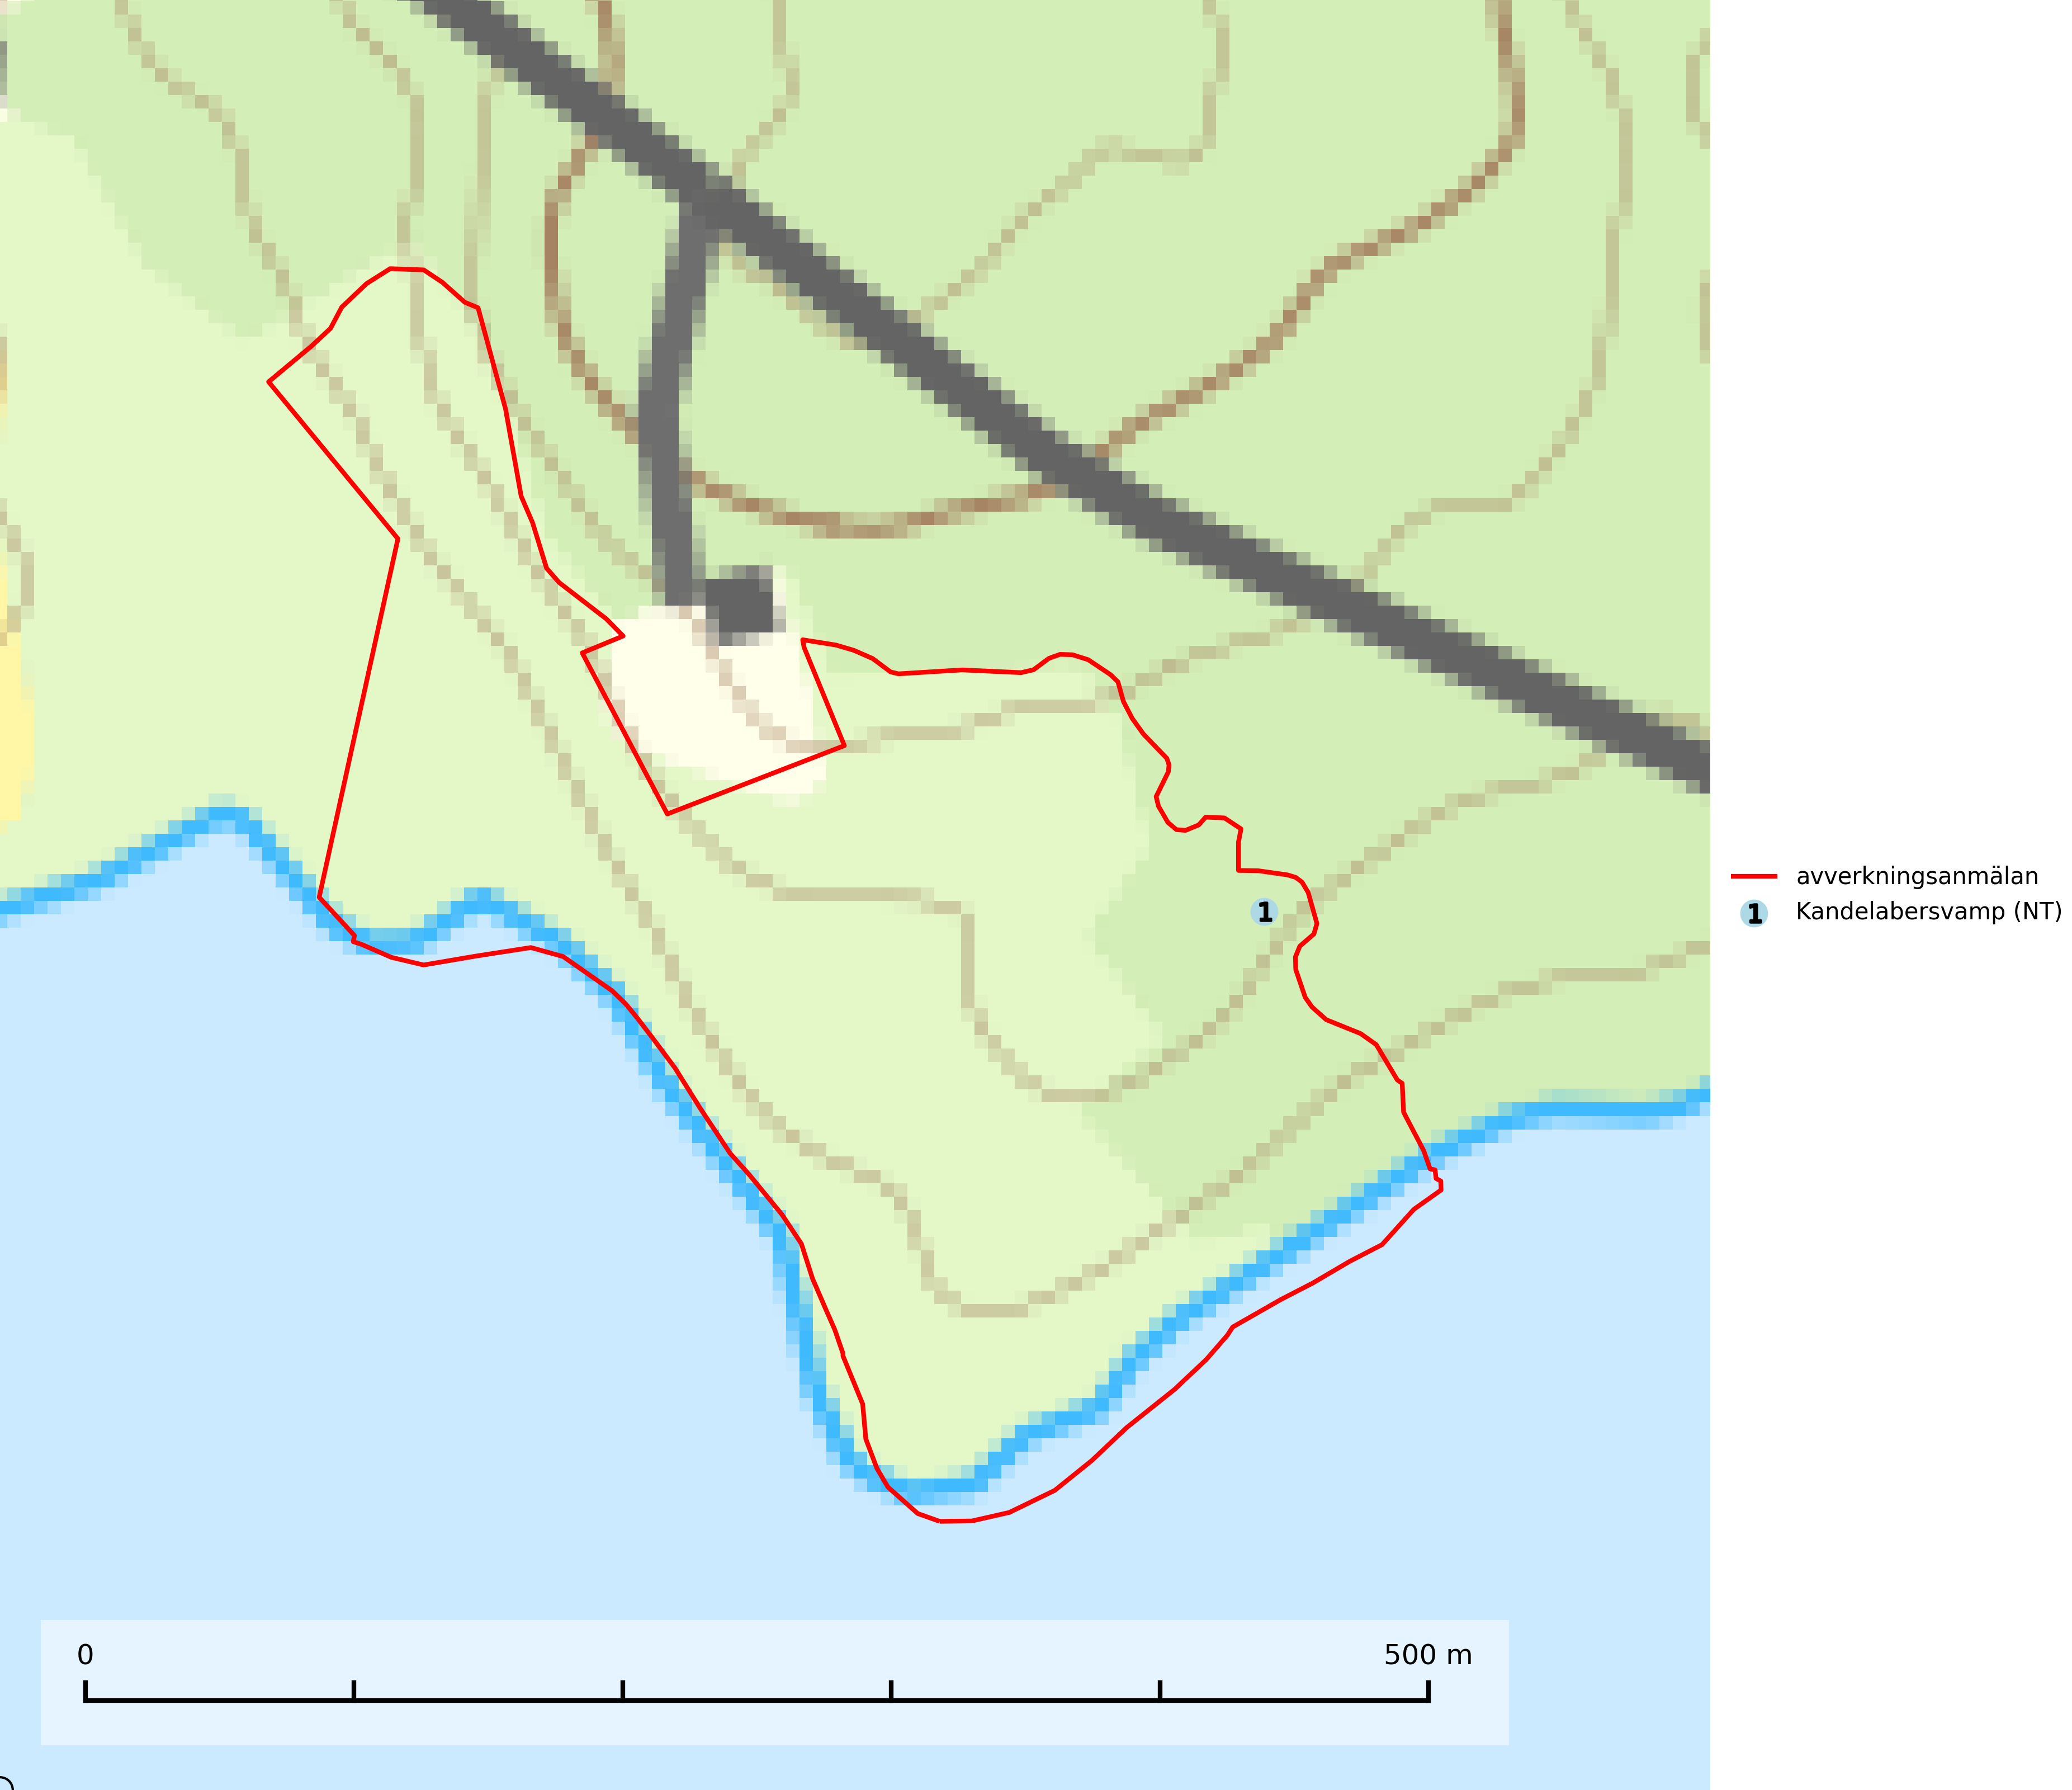 1
avverkningsanmälan
1 Kandelabersvamp (NT)
0 500 m